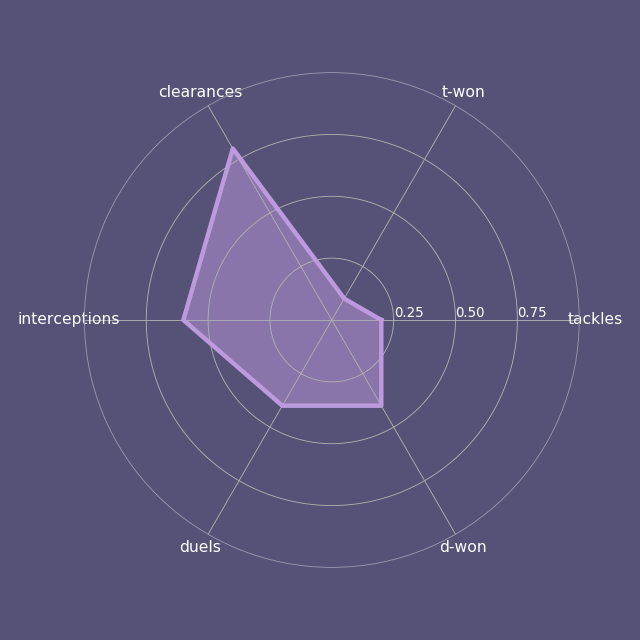 clearances
t-won
interceptions
0.25
0.50
0.75
tackles
duels
d-won